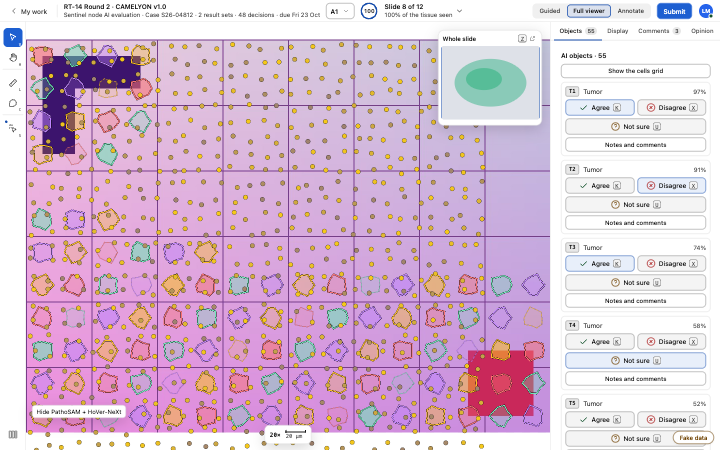 My work
RT-14 Round 2 · CAMELYON v1.0
Sentinel node AI evaluation · Case S26-04812 · 2 result sets · 48 decisions · due Fri 23 Oct
A1
100
Slide 8 of 12
100% of the tissue seen
Guided
Full viewer
Annotate
Submit
LM
Whole slide
Z
Objects 55
Display
Comments 3
Opinion
AI objects · 55
Show the cells grid
T1 Tumor 97%
Agree K
Disagree X
Not sure U
Notes and comments
T2 Tumor 91%
Agree K
Disagree X
Not sure U
Notes and comments
T3 Tumor 74%
Agree K
Disagree X
Not sure U
Notes and comments
T4 Tumor 58%
Not sure U
Notes and comments
T5 Tumor 52%
Agree K
Disagree X
Not sure U
Fake data
Hide PathoSAM + HoVer-NeXt
20× 20 µm